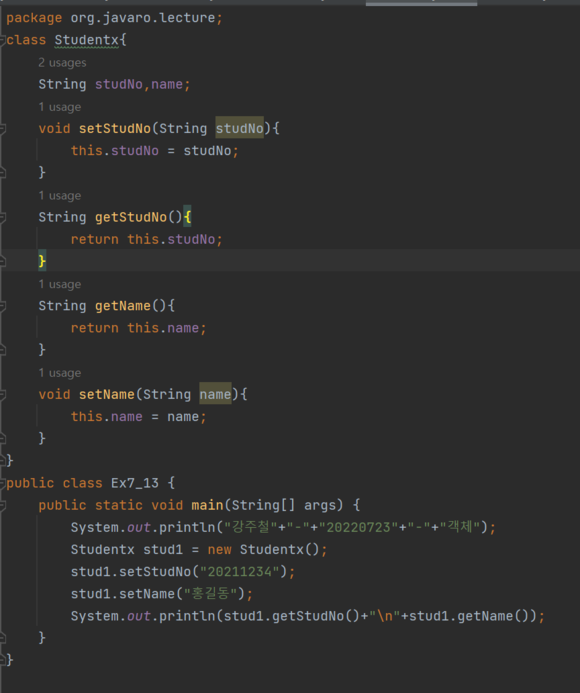 package org.javaro.lecture;
class Studentx{
2 usages
String studNo,name;
1 usage
void setStudNo(String studNo){
this.studNo = studNo;
}
1 usage
String getStudNo(){
return this.studNo;
}
1 usage
String getName(){
return this.name;
}
1 usage
void setName(String name){
this.name = name;
}
}
public class Ex7_13 {
public static void main(String[] args) {
System.out.println("강주철"+"-"+"20220723"+"-"+"객체");
Studentx stud1 = new Studentx();
stud1.setStudNo("20211234");
stud1.setName("홍길동");
System.out.println(stud1.getStudNo()+"\n"+stud1.getName());
}
}